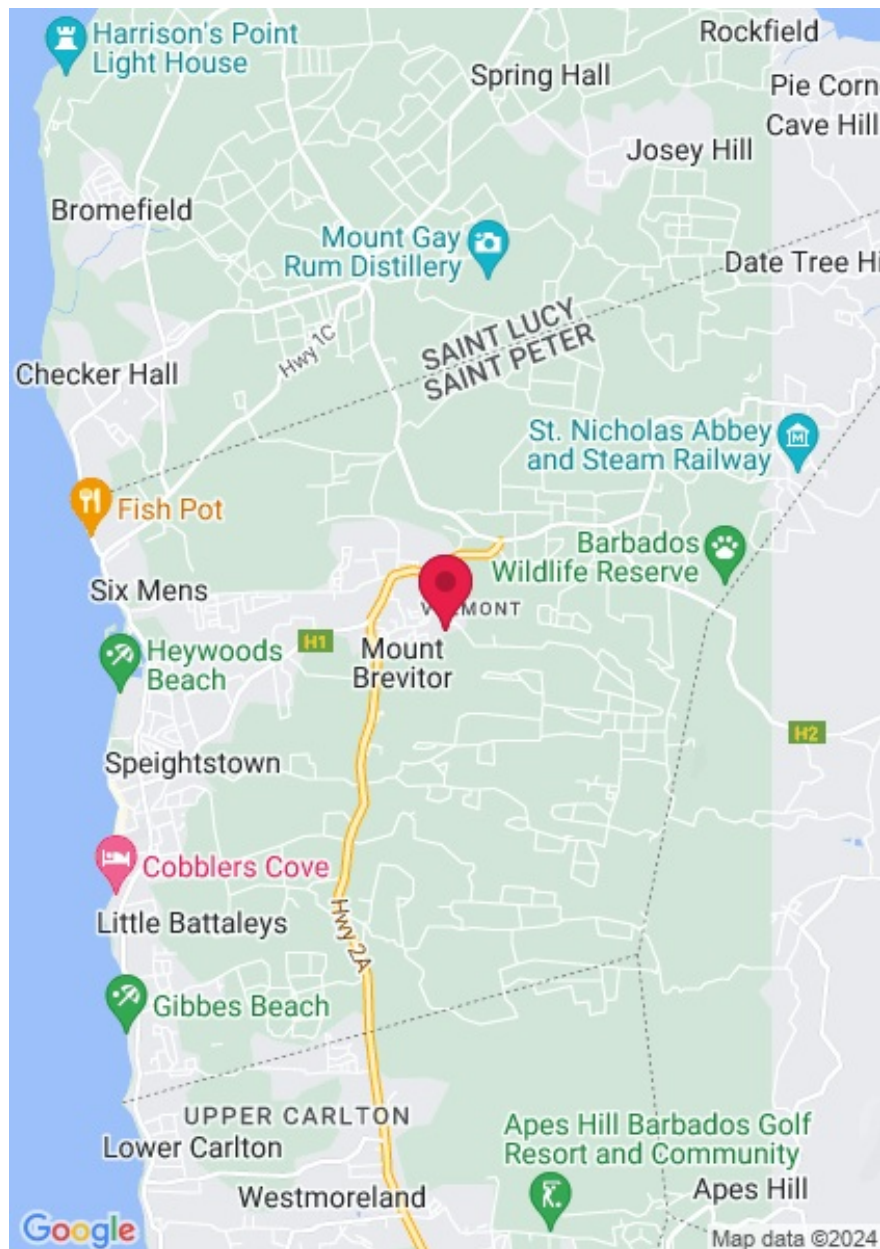 Harrison's Point
Light House
Rockfield
Spring Hall
Pie Corn
Cave Hill
Josey Hill
Bromefield
Mount Gay
Rum Distillery
Date Tree Hi
SAINT LUCY
SAINT PETER
Hwy 1C
Checker Hall
St. Nicholas Abbey
and Steam Railway
Fish Pot
Barbados
Wildlife Reserve
Six Mens
MONT
H1
Mount
Brevitor
Heywoods
Beach
H2
Speightstown
Cobblers Cove
Little Battaleys
Hwy 2A
Gibbes Beach
UPPER CARLTON
Apes Hill Barbados Golf
Resort and Community
Lower Carlton
Westmoreland
Apes Hill
Google
Map data ©2024